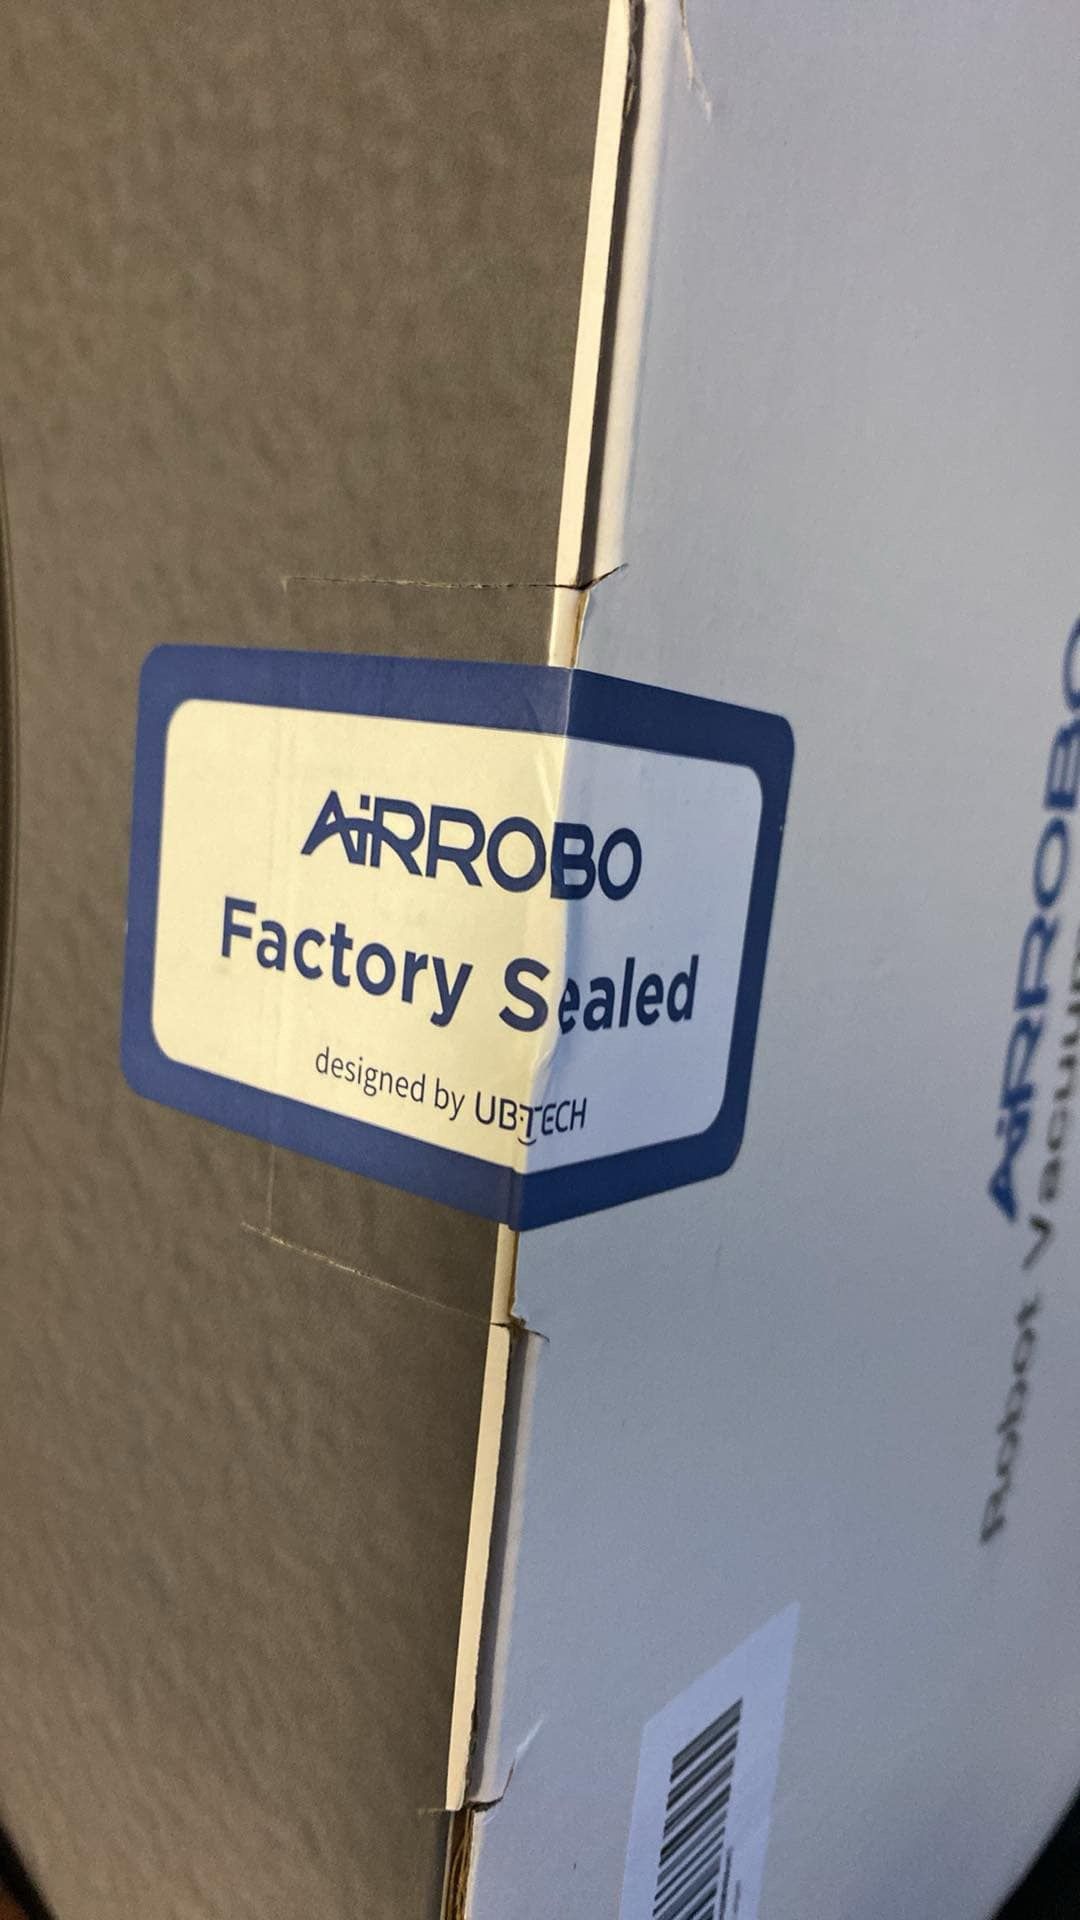 AiRROBO
Factory Sealed
designed by UBTECH
AiRROBO
Robot Vacuum